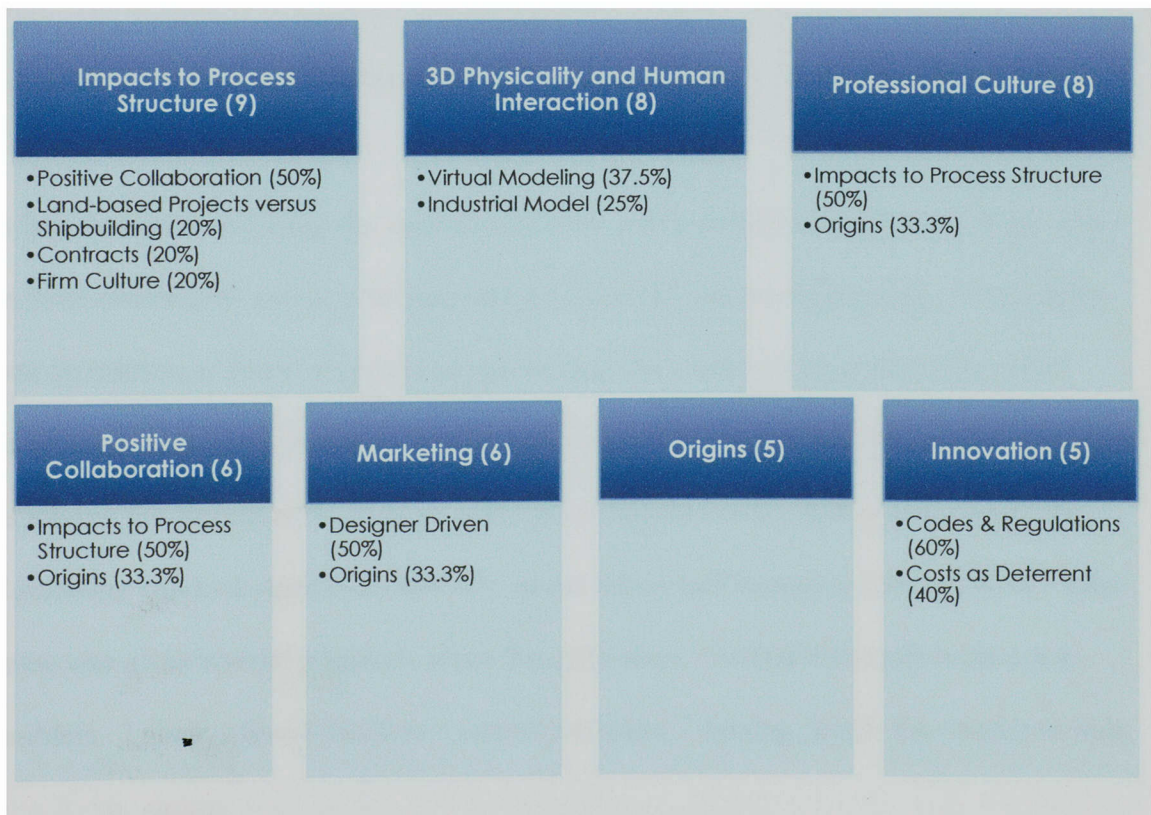 Impacts to Process
Structure (9)
•Positive Collaboration (50%)
•Land-based Projects versus
Shipbuilding (20%)
•Contracts (20%)
•Firm Culture (20%)
3D Physicality and Human
Interaction (8)
•Virtual Modeling (37.5%)
•Industrial Model (25%)
Professional Culture (8)
•Impacts to Process Structure
(50%)
•Origins (33.3%)
Positive
Collaboration (6)
•Impacts to Process
Structure (50%)
•Origins (33.3%)
Marketing (6)
•Designer Driven
(50%)
•Origins (33.3%)
Origins (5)
Innovation (5)
•Codes & Regulations
(60%)
•Costs as Deterrent
(40%)